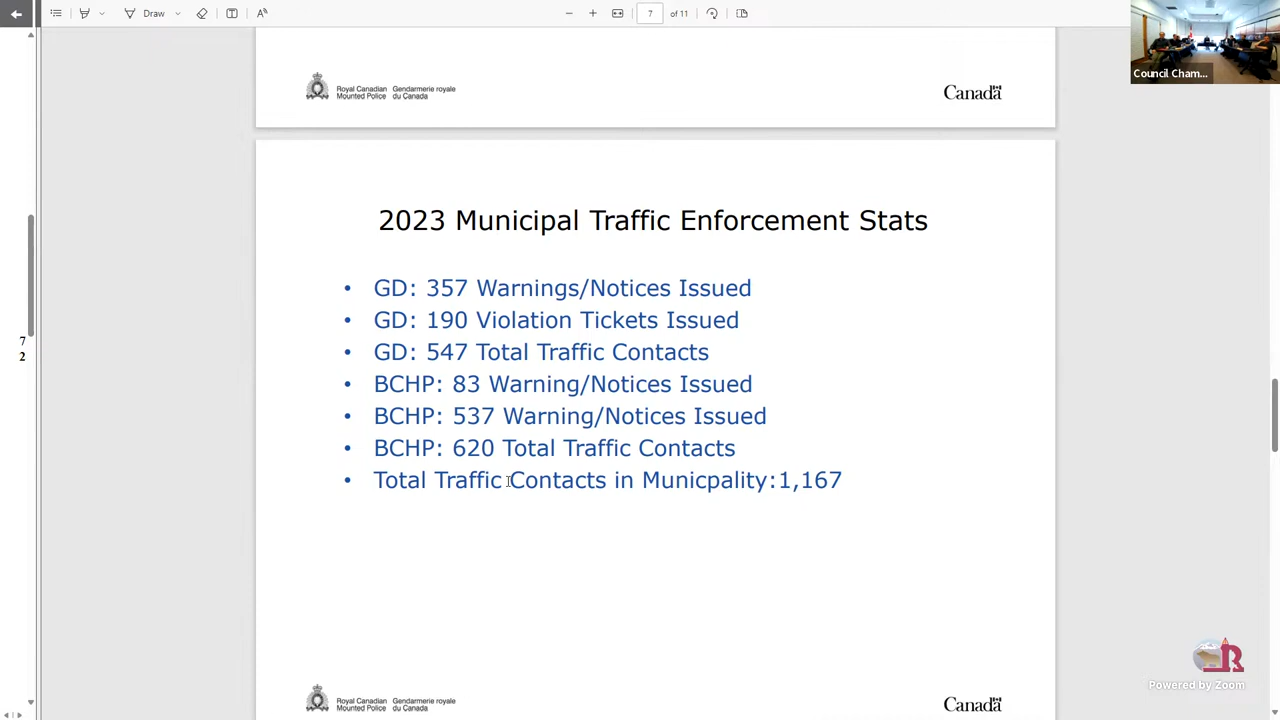 Draw
7 of 11
Council Cham...
Royal Canadian Gendarmerie royale
Mounted Police du Canada
Canada
2023 Municipal Traffic Enforcement Stats
• GD: 357 Warnings/Notices Issued
• GD: 190 Violation Tickets Issued
• GD: 547 Total Traffic Contacts
• BCHP: 83 Warning/Notices Issued
• BCHP: 537 Warning/Notices Issued
• BCHP: 620 Total Traffic Contacts
• Total Traffic Contacts in Municpality:1,167
7
2
R
Powered by Zoom
Royal Canadian Gendarmerie royale
Mounted Police du Canada
Canada